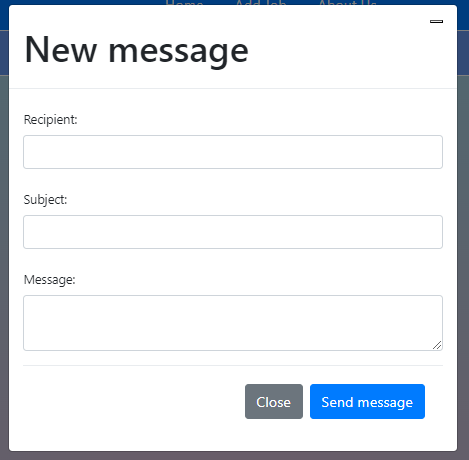 Home Add Job About Us
New message
Recipient:
Subject:
Message:
Close Send message